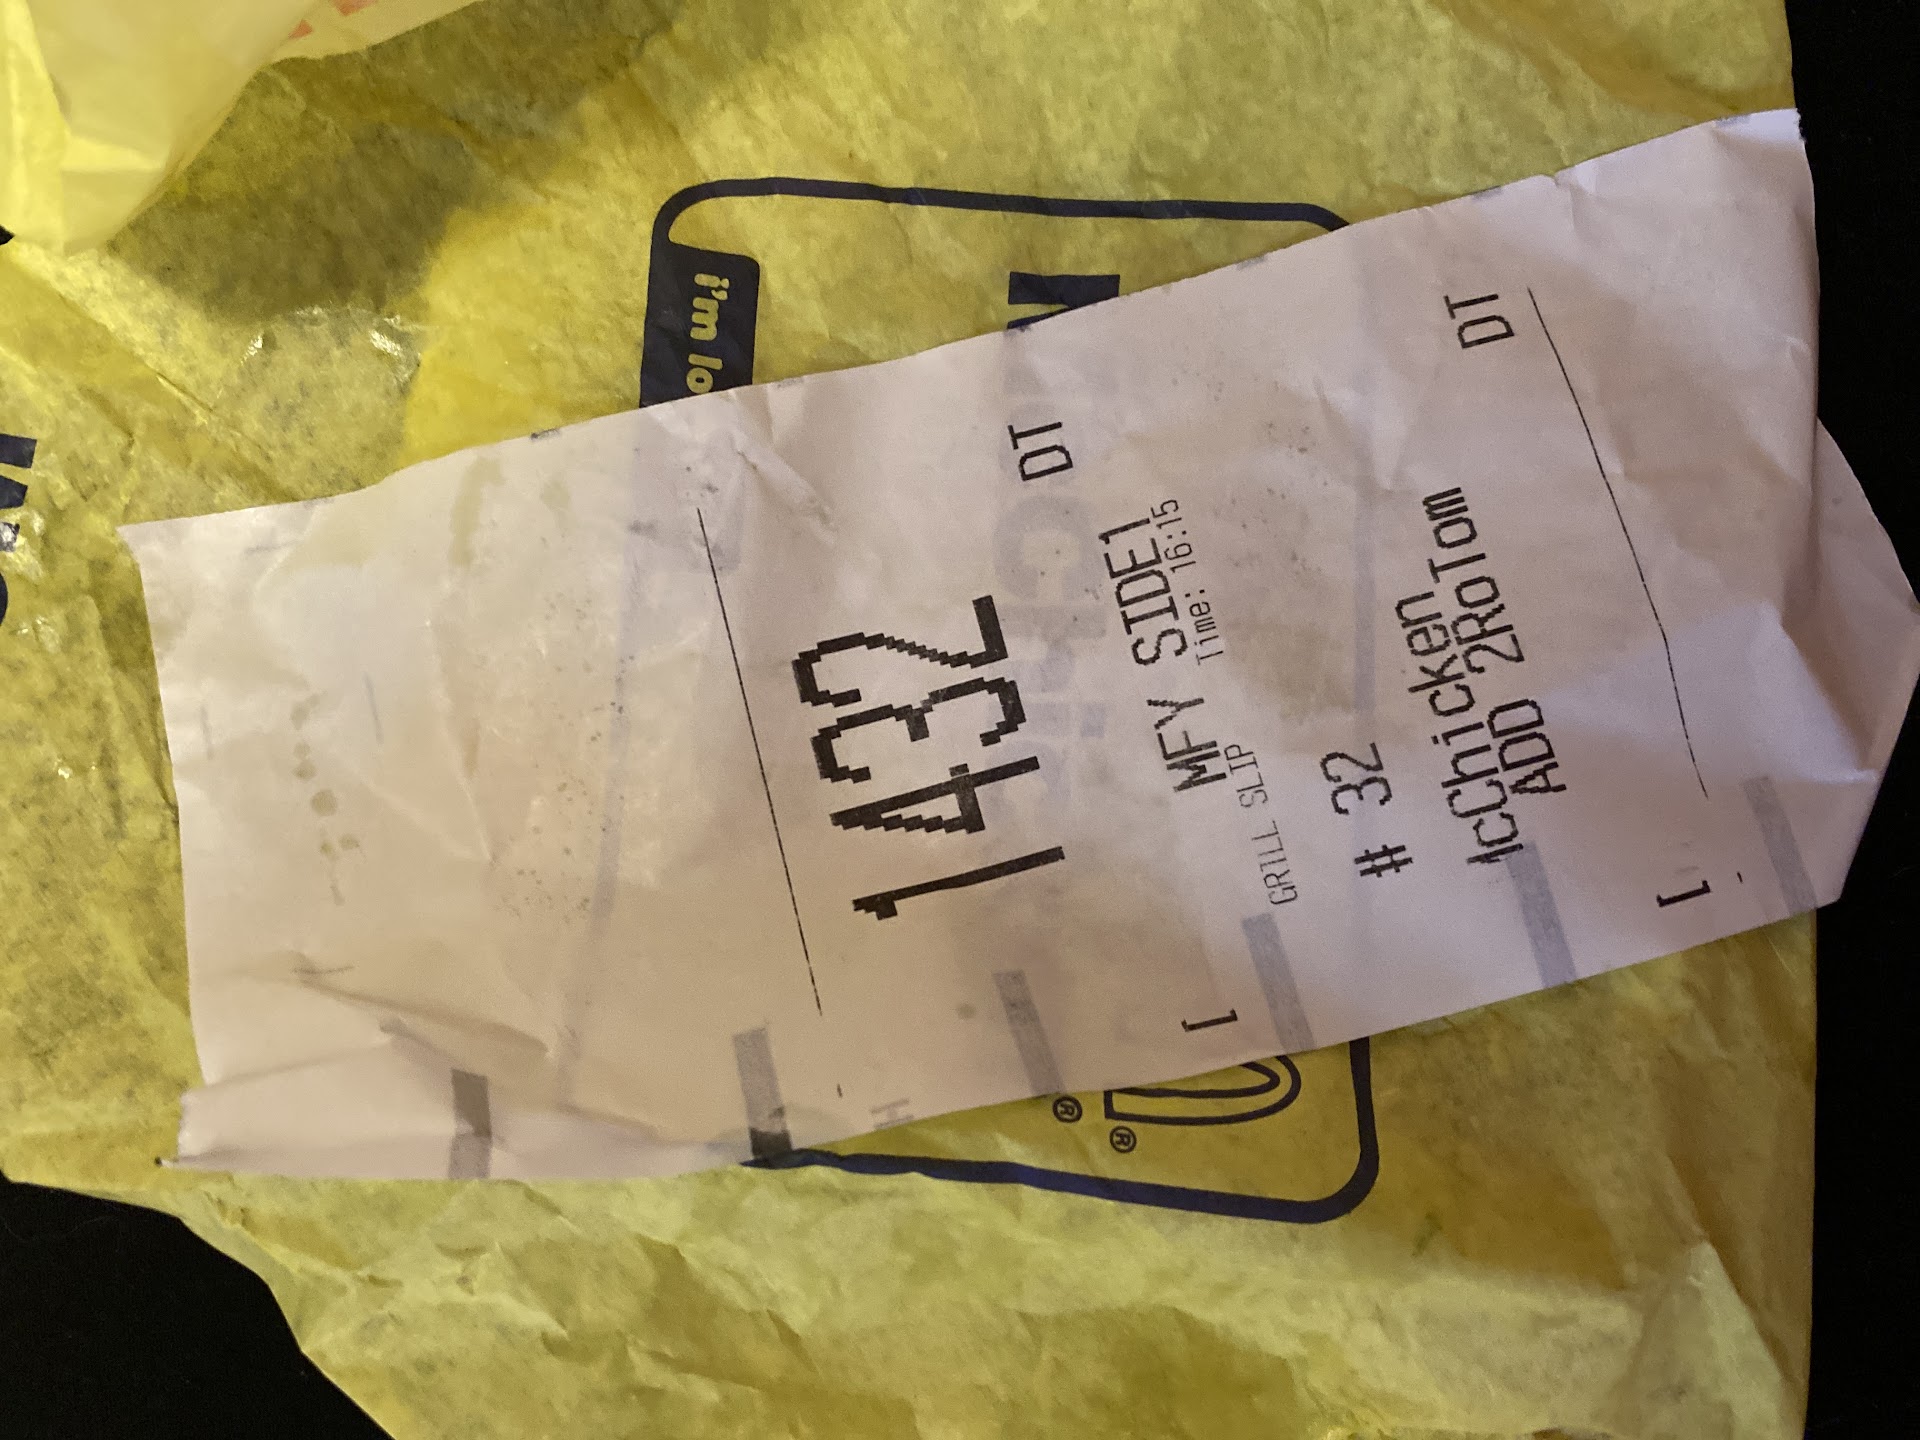 i'm lo
1432
DT
MFY SIDE1
GRILL SLIP Time: 16:15
# 32
[
DT
1cChicken
ADD 2RoTom
[
® ®